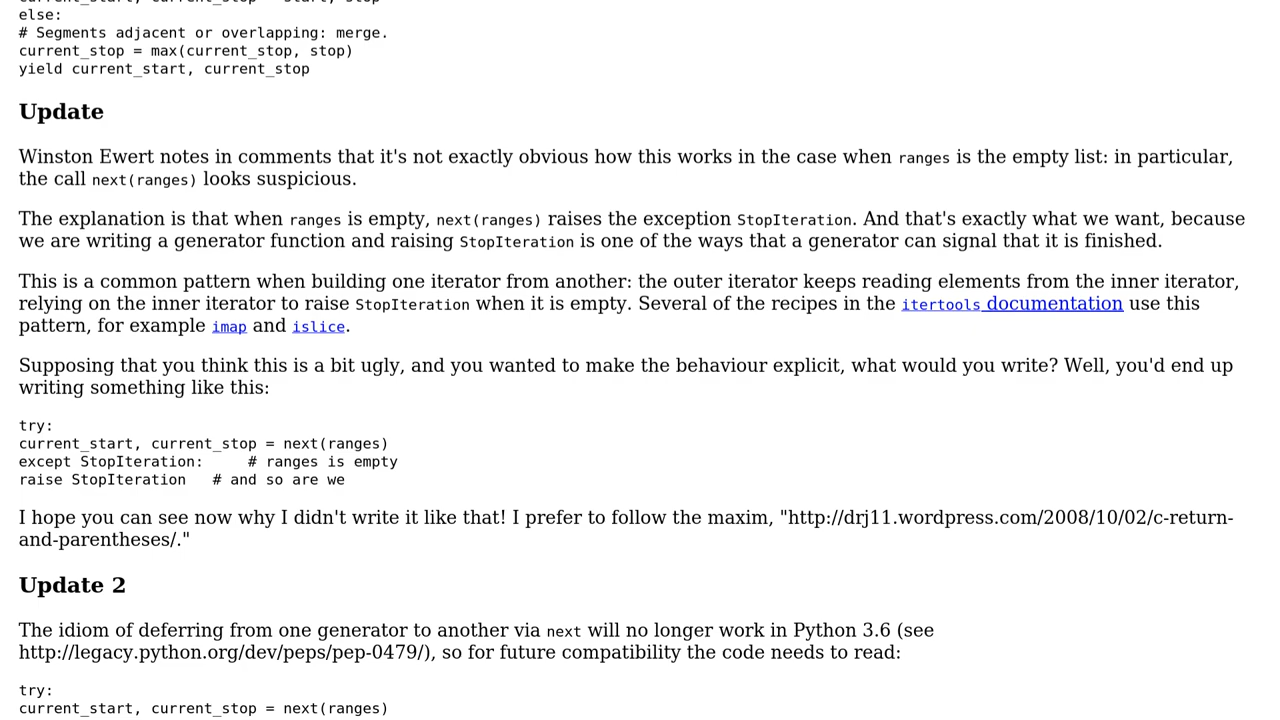 else:
# Segments adjacent or overlapping: merge.
current_stop = max(current_stop, stop)
yield current_start, current_stop
Update
Winston Ewert notes in comments that it's not exactly obvious how this works in the case when ranges is the empty list: in particular,
the call next(ranges) looks suspicious.
The explanation is that when ranges is empty, next(ranges) raises the exception StopIteration. And that's exactly what we want, because
we are writing a generator function and raising StopIteration is one of the ways that a generator can signal that it is finished.
This is a common pattern when building one iterator from another: the outer iterator keeps reading elements from the inner iterator,
relying on the inner iterator to raise StopIteration when it is empty. Several of the recipes in the itertools documentation use this
pattern, for example imap and islice.
Supposing that you think this is a bit ugly, and you wanted to make the behaviour explicit, what would you write? Well, you'd end up
writing something like this:
try:
current_start, current_stop = next(ranges)
except StopIteration:     # ranges is empty
raise StopIteration   # and so are we
I hope you can see now why I didn't write it like that! I prefer to follow the maxim, "http://drj11.wordpress.com/2008/10/02/c-return-
and-parentheses/."
Update 2
The idiom of deferring from one generator to another via next will no longer work in Python 3.6 (see
http://legacy.python.org/dev/peps/pep-0479/), so for future compatibility the code needs to read:
try:
current_start, current_stop = next(ranges)